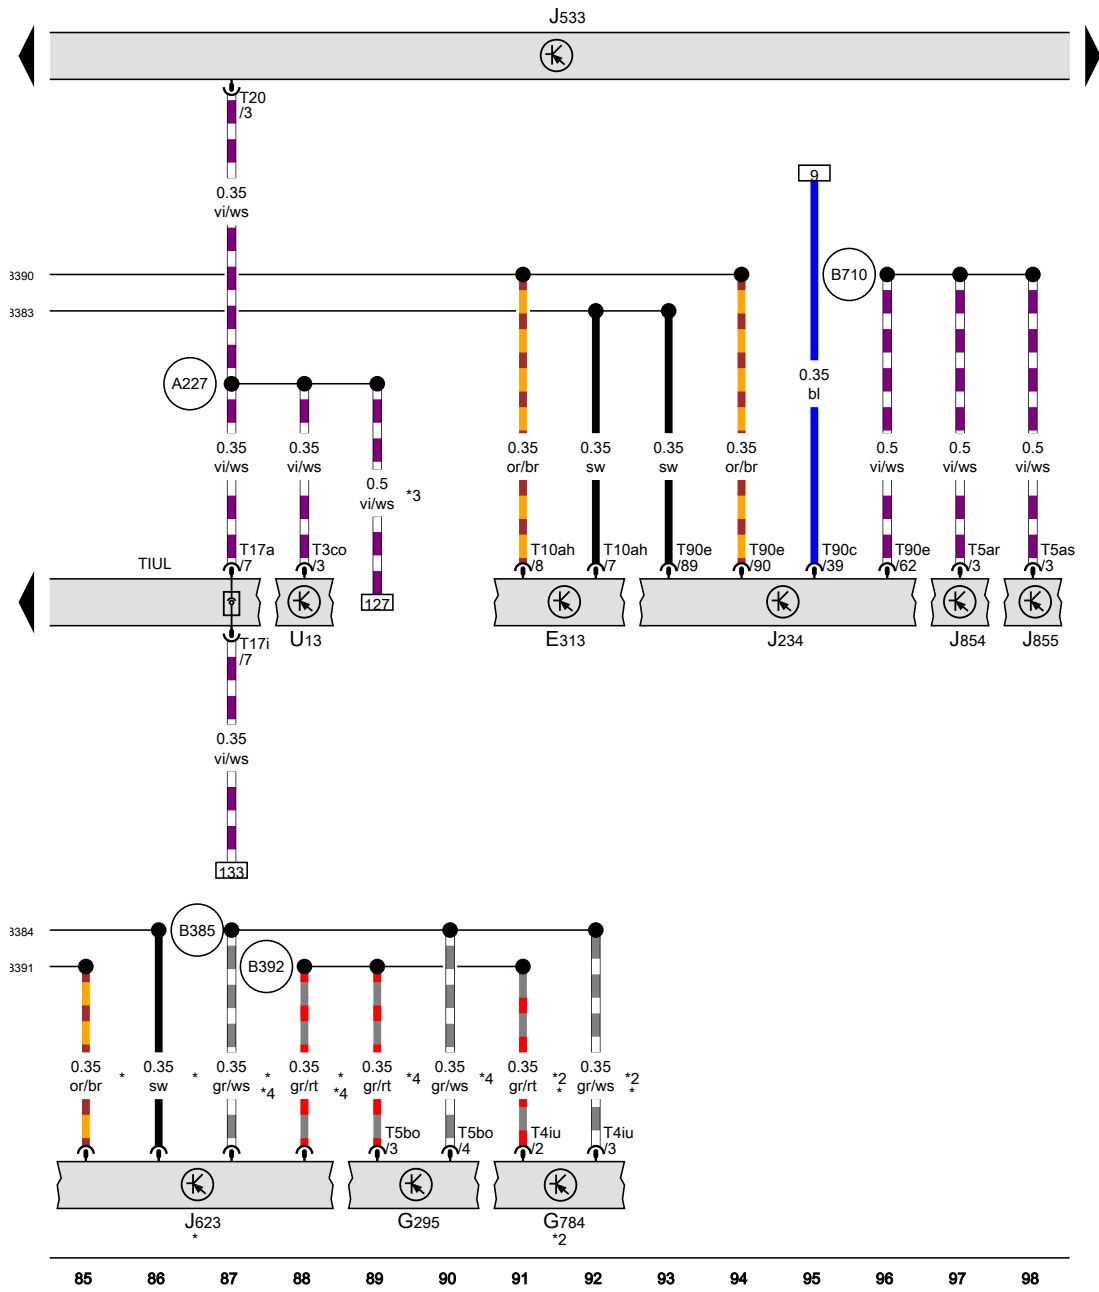 J533
T20
/3
9
0.35
vi/ws
B390
B710
B383
0.35
bl
A227
0.35
vi/ws
0.35
vi/ws
0.35
or/br
0.35
sw
0.35
sw
0.35
or/br
0.5
vi/ws
0.5
vi/ws
0.5
vi/ws
0.5
vi/ws
*3
TIUL
T17a
/7
T3co
/3
T10ah
/8
T10ah
/7
T90e
/89
T90e
/90
T90c
/39
T90e
/62
T5ar
/3
T5as
/3
127
T17i
/7
U13
E313
J234
J854
J855
0.35
vi/ws
133
B384
B385
B391
B392
0.35
or/br
*
0.35
sw
*
0.35
gr/ws
*
*4
0.35
gr/rt
*
*4
0.35
gr/rt
*4
0.35
gr/ws
*4
0.35
gr/rt
*2
*
0.35
gr/ws
*2
*
T5bo
/3
T5bo
/4
T4iu
/2
T4iu
/3
J623
*
G295
G784
*2
85 86 87 88 89 90 91 92 93 94 95 96 97 98